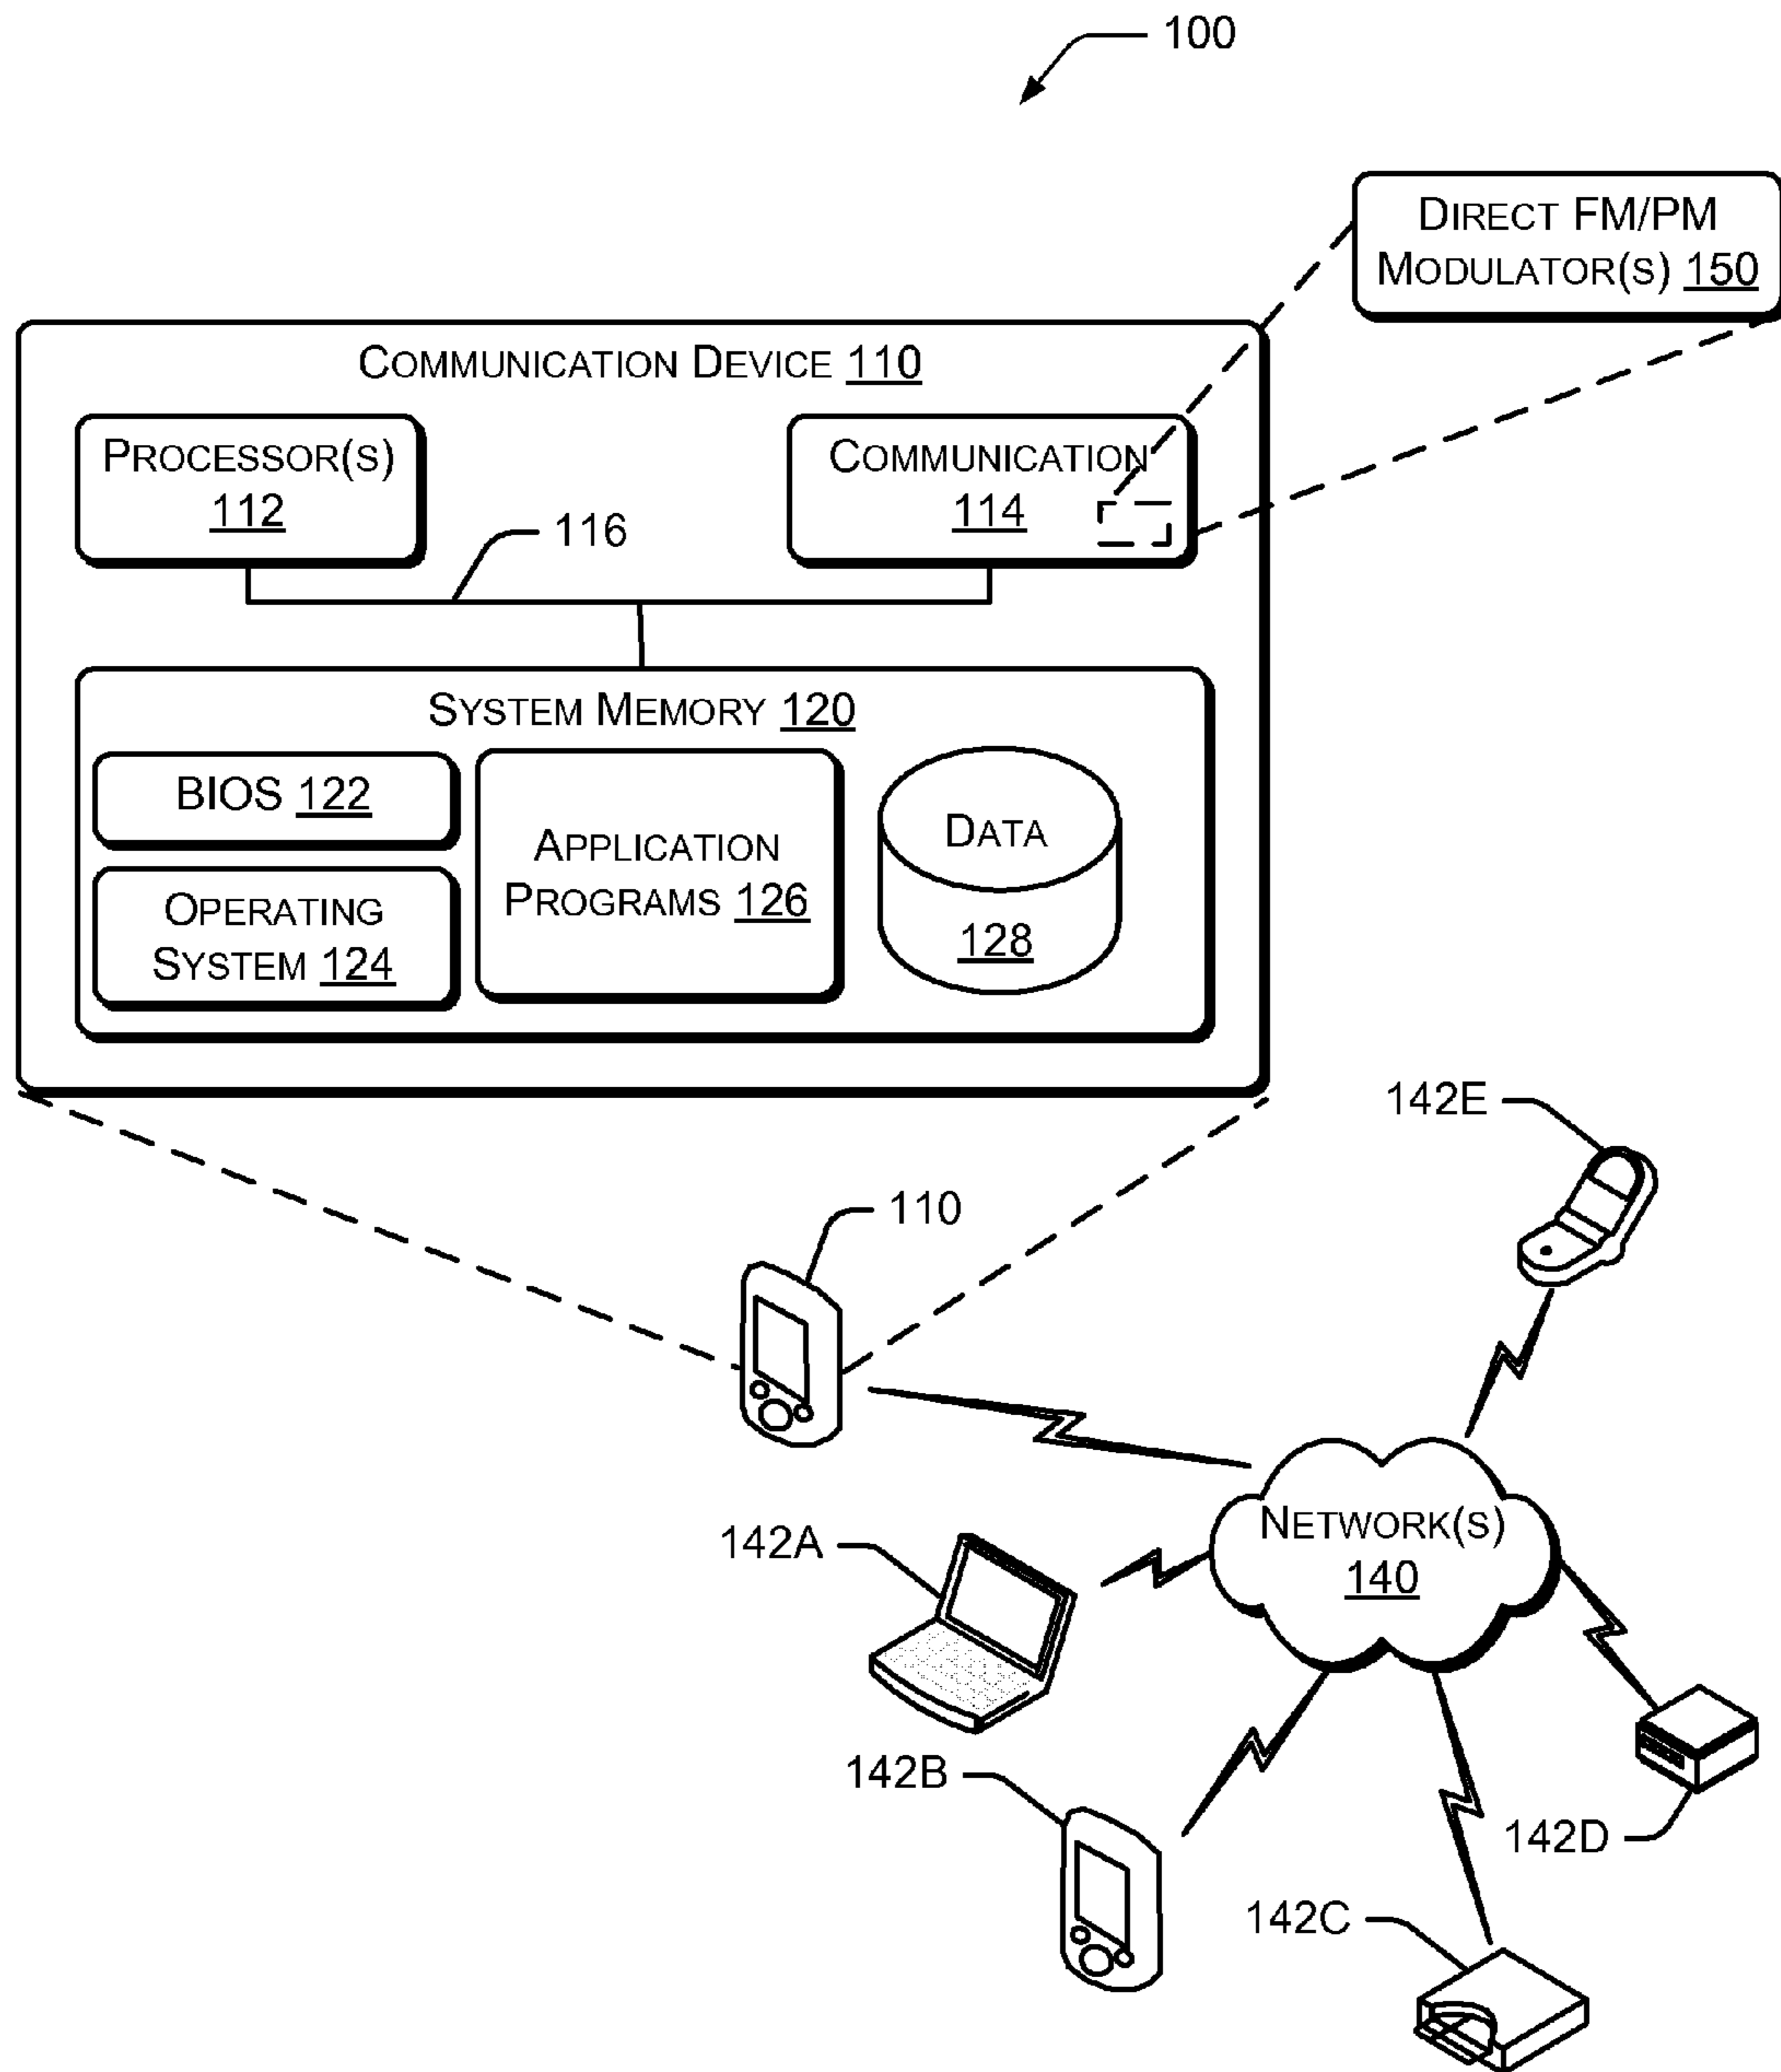 100
DIRECT FM/PM
MODULATOR(S) 150
COMMUNICATION DEVICE 110
PROCESSOR(S)
112
COMMUNICATION
114
116
SYSTEM MEMORY 120
BIOS 122
OPERATING
SYSTEM 124
APPLICATION
PROGRAMS 126
DATA
128
142E
110
NETWORK(S)
140
142A
142B
142D
142C